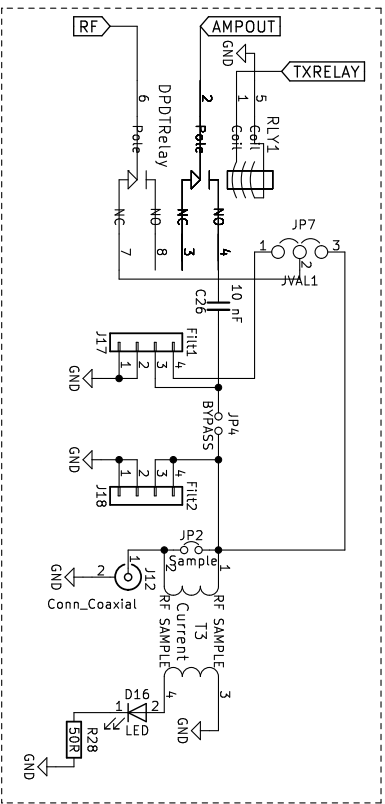 RF
AMPOUT
GND
TXRELAY
DPDTRelay
RLY1
6
Pole
2
Pole
1
Coil
5
Coil
NC
7
NO
8
NC
3
NO
4
JP7
1
2
3
JVAL1
10 nF
C26
J17
Filt1
1
2
3
4
GND
JP4
BYPASS
GND
1
2
3
4
J18
Filt2
JP2
Sample
1
2
J12
1
2
GND
Conn_Coaxial
RF SAMPLE
Current
T3
RF SAMPLE
4
3
D16
1
2
LED
GND
R28
50R
GND